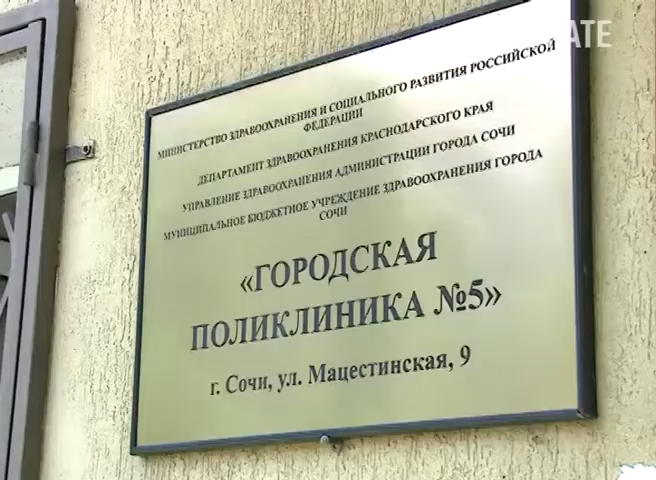 МИНИСТЕРСТВО ЗДРАВООХРАНЕНИЯ И СОЦИАЛЬНОГО РАЗВИТИЯ РОССИЙСКОЙ
ФЕДЕРАЦИИ
ДЕПАРТАМЕНТ ЗДРАВООХРАНЕНИЯ КРАСНОДАРСКОГО КРАЯ
УПРАВЛЕНИЕ ЗДРАВООХРАНЕНИЯ АДМИНИСТРАЦИИ ГОРОДА СОЧИ
МУНИЦИПАЛЬНОЕ БЮДЖЕТНОЕ УЧРЕЖДЕНИЕ ЗДРАВООХРАНЕНИЯ ГОРОДА
СОЧИ
«ГОРОДСКАЯ
ПОЛИКЛИНИКА №5»
г. Сочи, ул. Мацестинская, 9